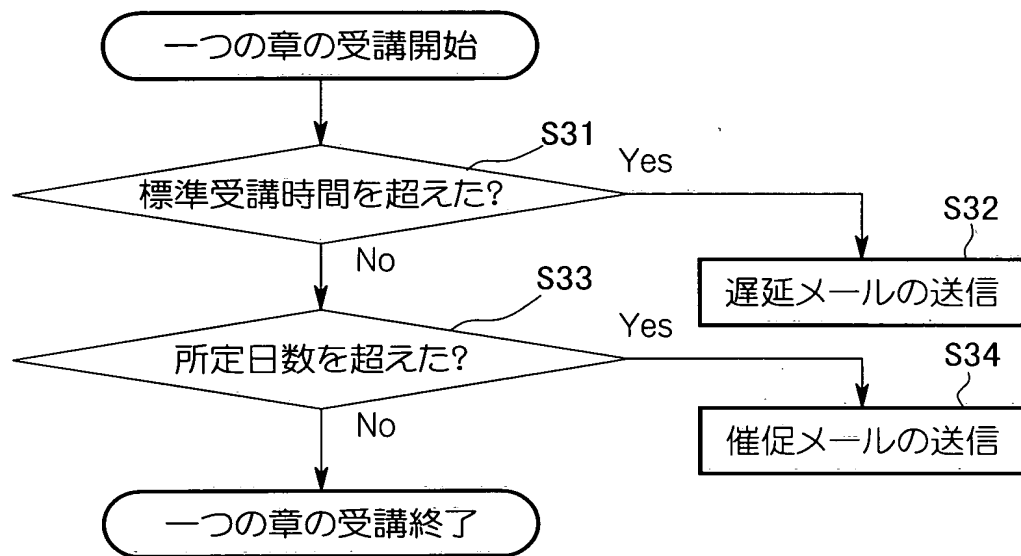 一つの章の受講開始
S31
標準受講時間を超えた?
Yes
S32
遅延メールの送信
No
S33
所定日数を超えた?
Yes
S34
催促メールの送信
No
一つの章の受講終了